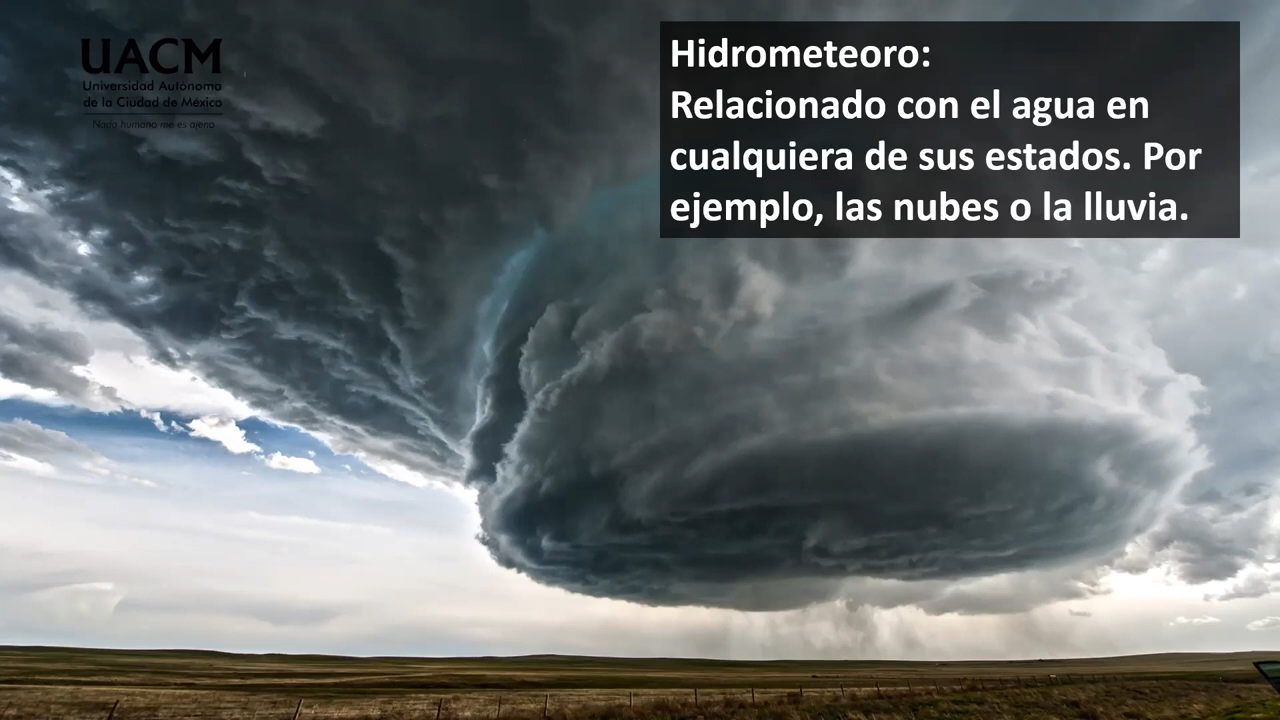 UACM
Universidad Autónoma
de la Ciudad de México
Nada humano me es ajeno
Hidrometeoro:
Relacionado con el agua en
cualquiera de sus estados. Por
ejemplo, las nubes o la lluvia.